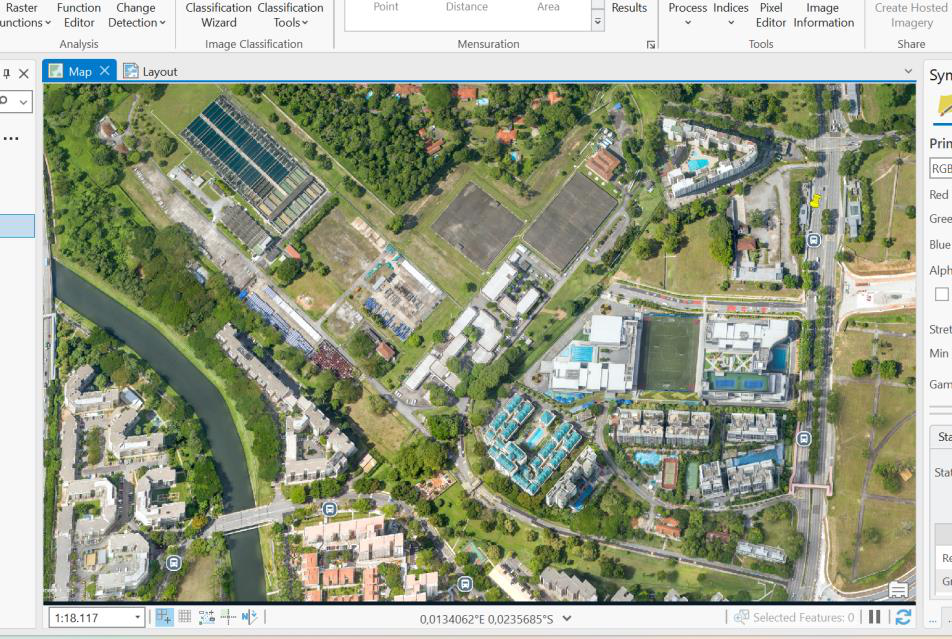 Raster
Functions
Function
Editor
Change
Detection
Classification
Wizard
Classification
Tools
Point
Distance
Area
Results
Process
Indices
Pixel
Editor
Image
Information
Create Hosted
Imagery
Analysis
Image Classification
Mensuration
Tools
Share
Map
Layout
Sym
Prin
RGB
Red
Gree
Blue
Alph
Stret
Min
Gam
Sta
Stat
Re
Gr
1:18.117
0,0134062°E 0,0235685°S
Selected Features: 0